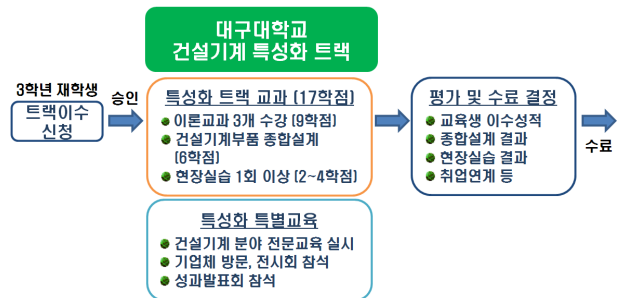 대구대학교
건설기계 특성화 트랙
3학년 재학생
트랙이수
신청
승인
특성화 트랙 교과 (17학점)
이론교과 3개 수강 (9학점)
건설기계부품 종합설계
(6학점)
현장실습 1회 이상 (2~4학점)
평가 및 수료 결정
교육생 이수성적
종합설계 결과
현장실습 결과
취업연계 등
수료
특성화 특별교육
건설기계 분야 전문교육 실시
기업체 방문, 전시회 참석
성과발표회 참석